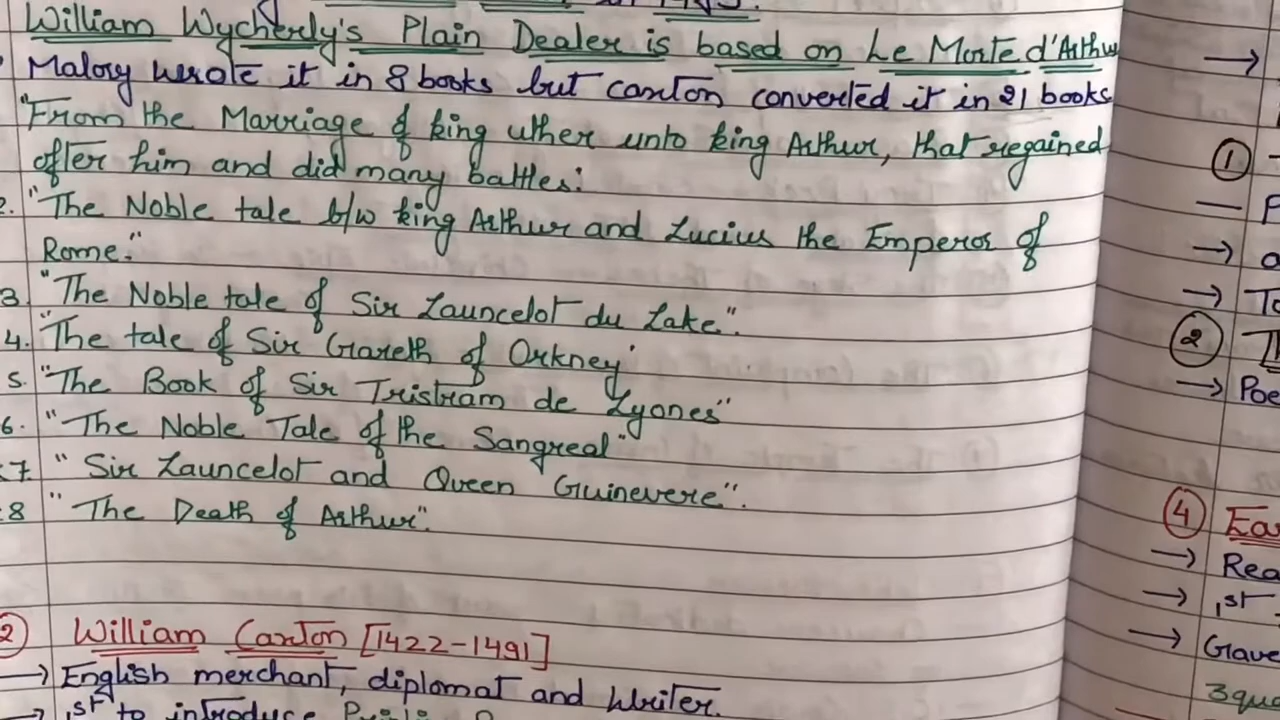 William Wycherly's Plain Dealer is based on Le Morte d'Arthur
Malory wrote it in 8 books but Caxton converted it in 21 books
"From the Marriage of king uther unto king Arthur, that regained
after him and did many battles:
2. "The Noble tale b/w king Arthur and Lucius the Emperor of
Rome."
3. "The Noble tale of Sir Launcelot du Lake".
4. "The tale of Sir Gareth of Orkney"
5. "The Book of Sir Tristram de Lyones"
6. "The Noble Tale of the Sangreal"
7. "Sir Launcelot and Queen Guinevere".
8 "The Death of Arthur".
2 William Caxton [1422-1491]
→ English merchant, diplomat and Writer.
→ 1st to introduce
→
1
—
→
→
2
→ Poe
4
→
→ 1st
→